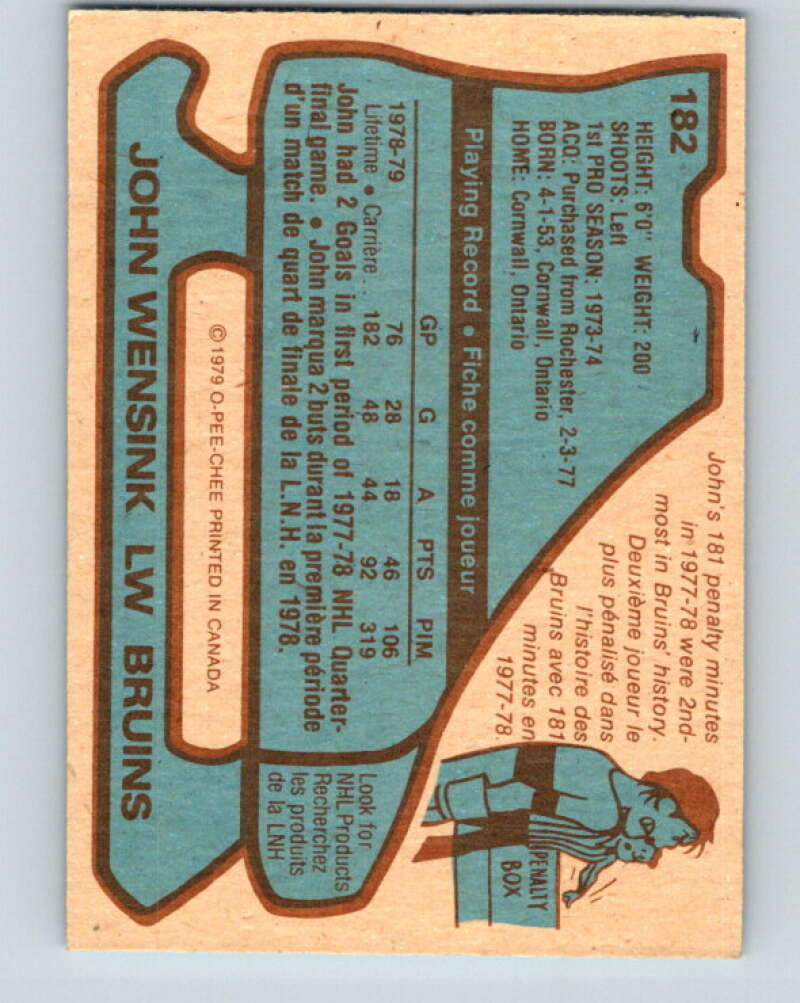 182
HEIGHT: 6'0" WEIGHT: 200
SHOOTS: Left
1st PRO SEASON: 1973-74
ACQ: Purchased from Rochester, 2-3-77
BORN: 4-1-53, Cornwall, Ontario
HOME: Cornwall, Ontario
John's 181 penalty minutes
in 1977-78 were 2nd-
most in Bruins' history.
Deuxième joueur le
plus pénalisé dans
l'histoire des
Bruins avec 181
minutes en
1977-78.
PENALTY
BOX
Playing Record • Fiche comme joueur
GP G A PTS PIM
1978-79 76 28 18 46 106
Lifetime • Carrière . . 182 48 44 92 319
John had 2 Goals in first period of 1977-78 NHL Quarter-
final game. • John marqua 2 buts durant la première période
d'un match de quart de finale de la L.N.H. en 1978.
Look for
NHL Products
Recherchez
les produits
de la LNH
© 1979 O-PEE-CHEE PRINTED IN CANADA
JOHN WENSINK LW BRUINS